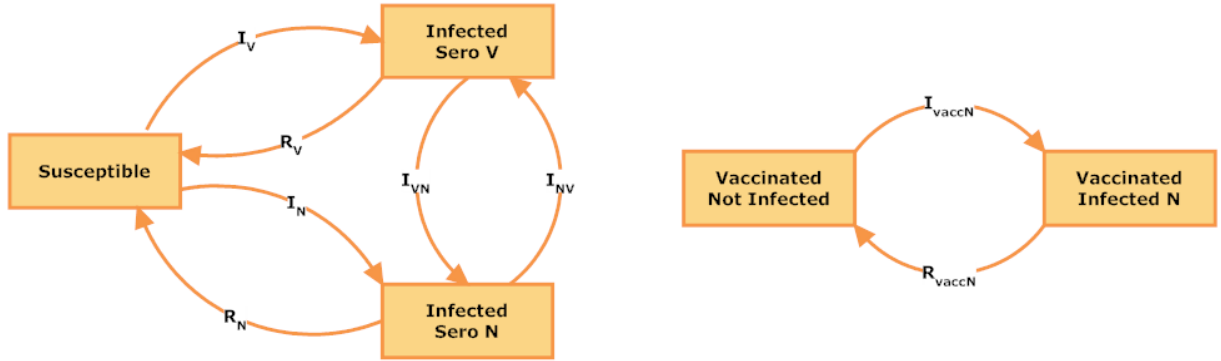 Infected
Sero V
I_V
R_V
Susceptible
I_VN
I_NV
I_N
R_N
Infected
Sero N
I_vaccN
Vaccinated
Not Infected
Vaccinated
Infected N
R_vaccN